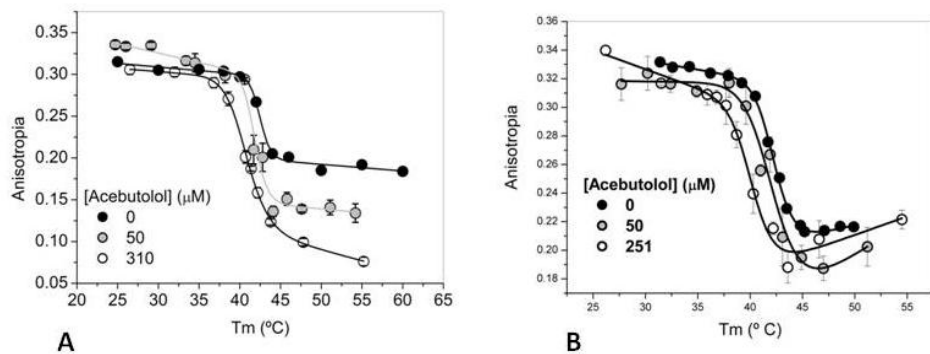 0.35
0.30
0.25
0.20
0.15
0.10
0.05
Anisotropia
[Acebutolol] (μM)
0
50
310
20 25 30 35 40 45 50 55 60 65
Tm (ºC)
A
0.36
0.34
0.32
0.30
0.28
0.26
0.24
0.22
0.20
0.18
Anisotropia
[Acebutolol] (μM)
0
50
251
25 30 35 40 45 50 55
Tm (º C)
B